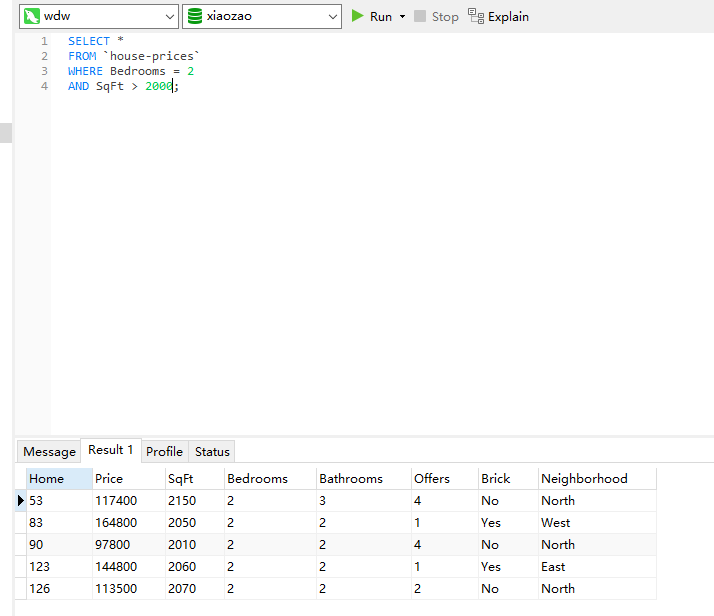 wdw xiaozao Run Stop Explain
1 SELECT *
2 FROM `house-prices`
3 WHERE Bedrooms = 2
4 AND SqFt > 2000;
Message Result 1 Profile Status
Home Price SqFt Bedrooms Bathrooms Offers Brick Neighborhood
53 117400 2150 2 3 4 No North
83 164800 2050 2 2 1 Yes West
90 97800 2010 2 2 4 No North
123 144800 2060 2 2 1 Yes East
126 113500 2070 2 2 2 No North